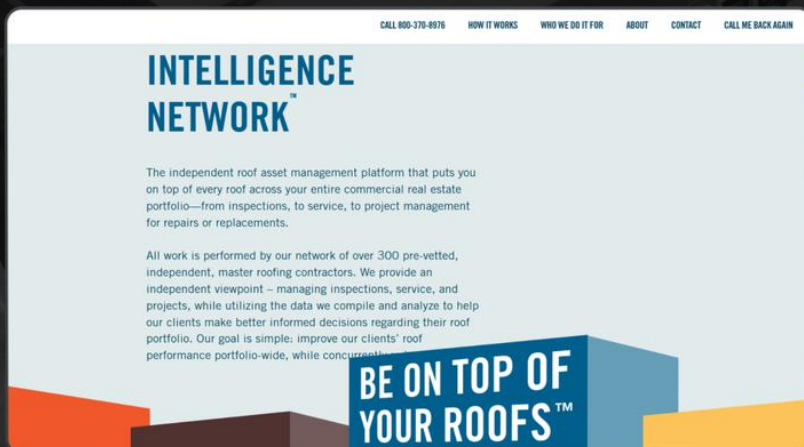 CALL 800-370-8976 HOW IT WORKS WHO WE DO IT FOR ABOUT CONTACT CALL ME BACK AGAIN
INTELLIGENCE
NETWORK™
The independent roof asset management platform that puts you
on top of every roof across your entire commercial real estate
portfolio—from inspections, to service, to project management
for repairs or replacements.
All work is performed by our network of over 300 pre-vetted,
independent, master roofing contractors. We provide an
independent viewpoint – managing inspections, service, and
projects, while utilizing the data we compile and analyze to help
our clients make better informed decisions regarding their roof
portfolio. Our goal is simple: improve our clients' roof
performance portfolio-wide, while
BE ON TOP OF
YOUR ROOFS™